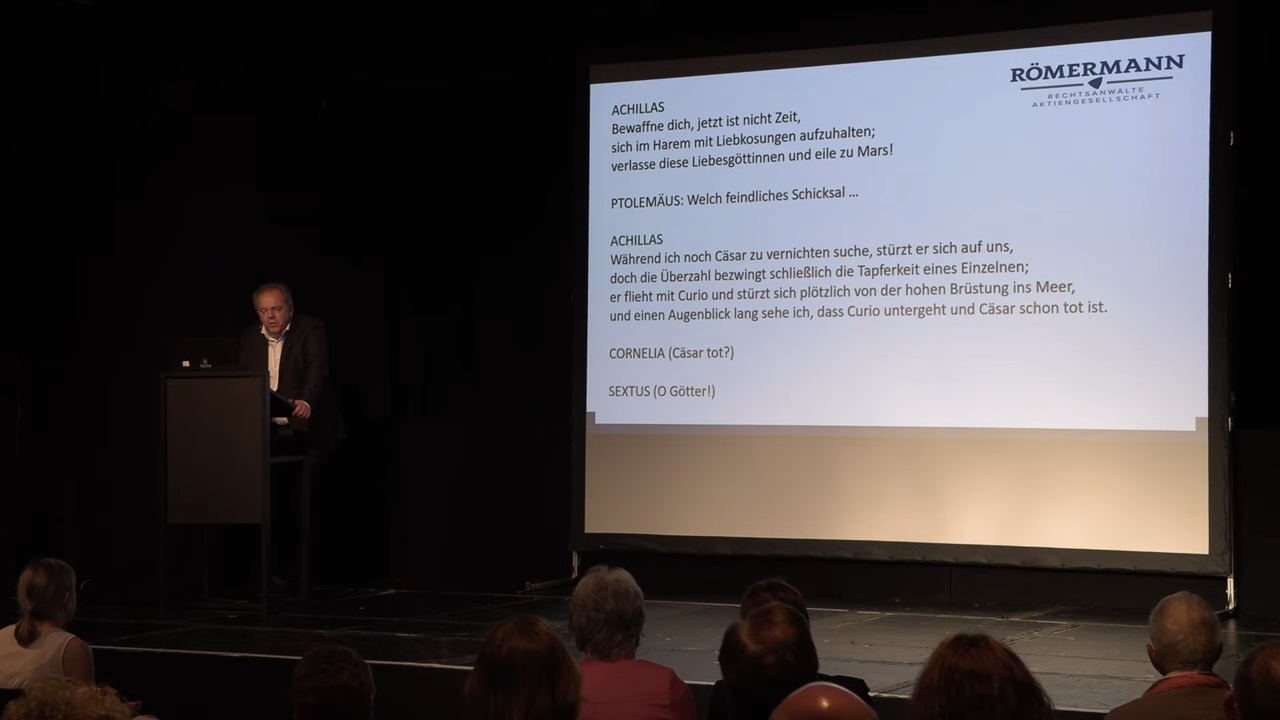 RÖMERMANN
RECHTSANWÄLTE
AKTIENGESELLSCHAFT
ACHILLAS
Bewaffne dich, jetzt ist nicht Zeit,
sich im Harem mit Liebkosungen aufzuhalten;
verlasse diese Liebesgöttinnen und eile zu Mars!
PTOLEMÄUS: Welch feindliches Schicksal ...
ACHILLAS
Während ich noch Cäsar zu vernichten suche, stürzt er sich auf uns,
doch die Überzahl bezwingt schließlich die Tapferkeit eines Einzelnen;
er flieht mit Curio und stürzt sich plötzlich von der hohen Brüstung ins Meer,
und einen Augenblick lang sehe ich, dass Curio untergeht und Cäsar schon tot ist.
CORNELIA (Cäsar tot?)
SEXTUS (O Götter!)